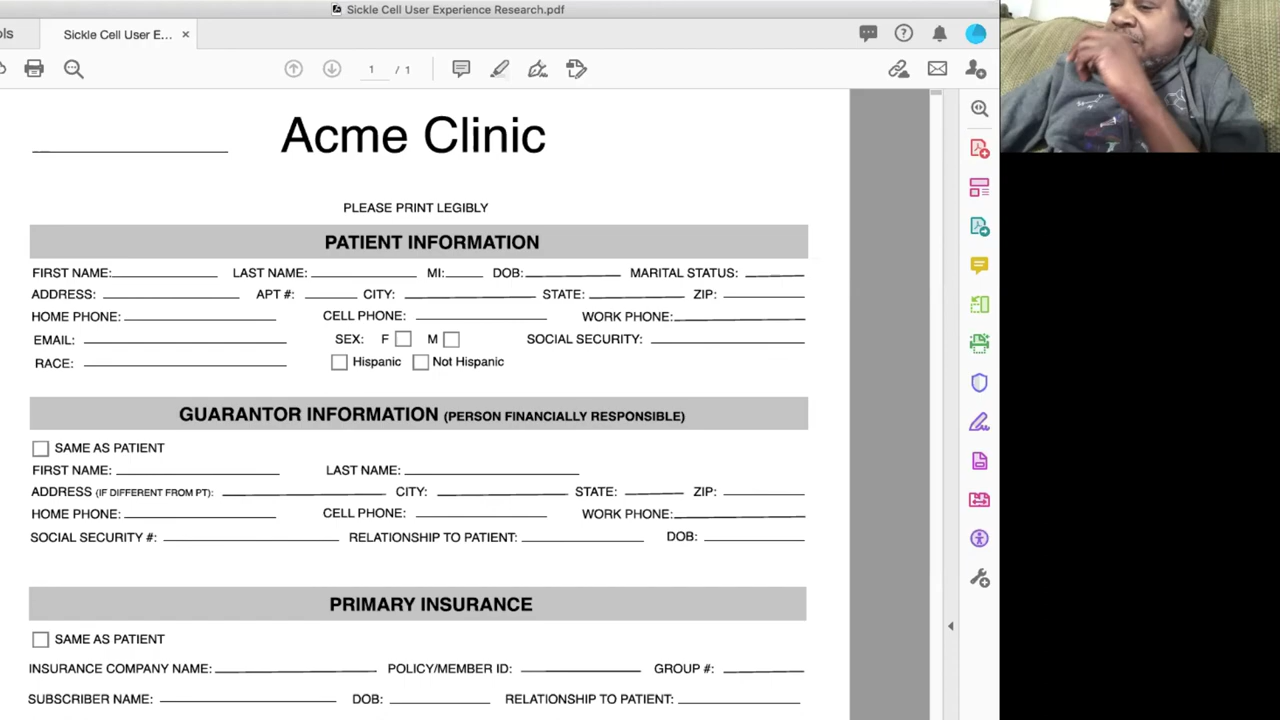 Sickle Cell User Experience Research.pdf
ols
Sickle Cell User E... ×
1 / 1
Acme Clinic
PLEASE PRINT LEGIBLY
PATIENT INFORMATION
FIRST NAME: LAST NAME: MI: DOB: MARITAL STATUS:
ADDRESS: APT #: CITY: STATE: ZIP:
HOME PHONE: CELL PHONE: WORK PHONE:
EMAIL: SEX: F M SOCIAL SECURITY:
RACE: Hispanic Not Hispanic
GUARANTOR INFORMATION (PERSON FINANCIALLY RESPONSIBLE)
SAME AS PATIENT
FIRST NAME: LAST NAME:
ADDRESS (IF DIFFERENT FROM PT): CITY: STATE: ZIP:
HOME PHONE: CELL PHONE: WORK PHONE:
SOCIAL SECURITY #: RELATIONSHIP TO PATIENT: DOB:
PRIMARY INSURANCE
SAME AS PATIENT
INSURANCE COMPANY NAME: POLICY/MEMBER ID: GROUP #:
SUBSCRIBER NAME: DOB: RELATIONSHIP TO PATIENT: